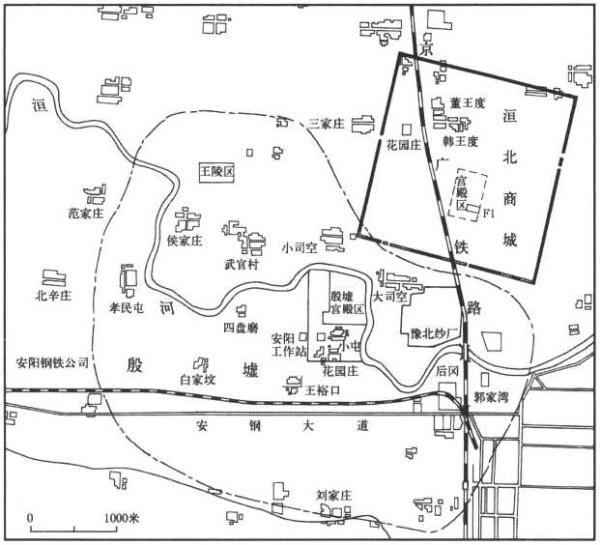 京广铁路
洹河
洹北商城
董王度
韩王度
花园庄
三家庄
宫殿区
F1
王陵区
范家庄
侯家庄
武官村
小司空
北辛庄
孝民屯
四盘磨
殷墟
宫殿区
大司空
豫北纱厂
安阳
工作站
小屯
花园庄
安阳钢铁公司
殷墟
白家坟
王裕口
后冈
郭家湾
安钢大道
刘家庄
0 1000米